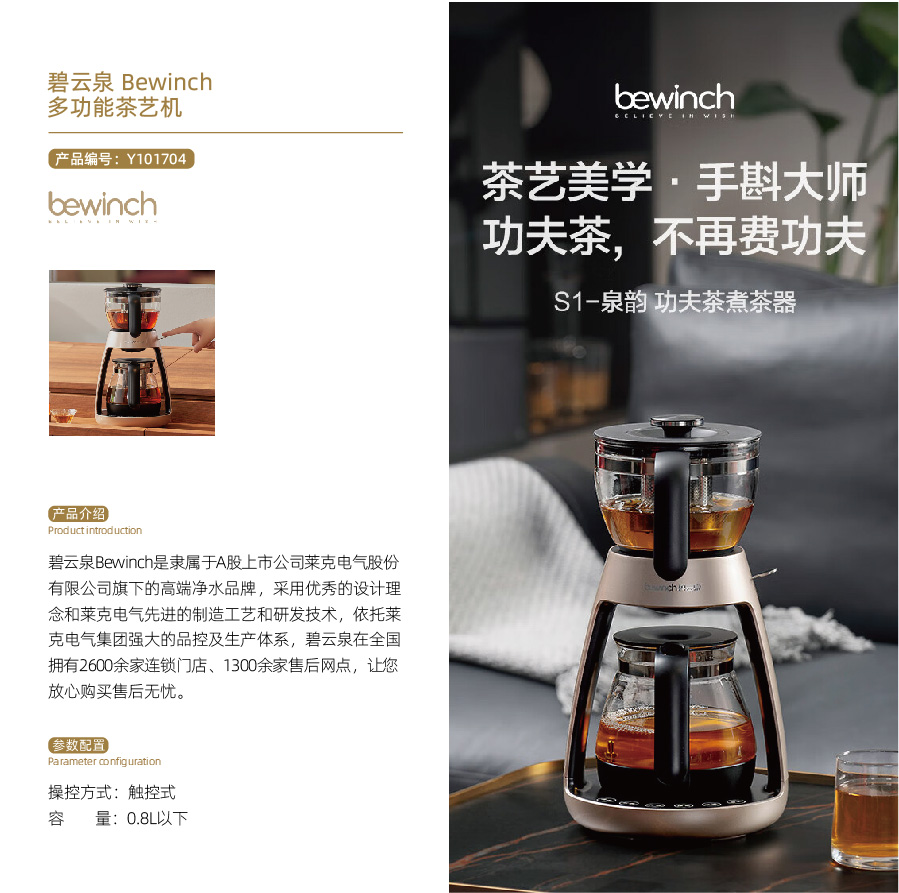 碧云泉 Bewinch
多功能茶艺机
产品编号：Y101704
bewinch
BELIEVE IN WISH
产品介绍
Product introduction
碧云泉Bewinch是隶属于A股上市公司莱克电气股份
有限公司旗下的高端净水品牌，采用优秀的设计理
念和莱克电气先进的制造工艺和研发技术，依托莱
克电气集团强大的品控及生产体系，碧云泉在全国
拥有2600余家连锁门店、1300余家售后网点，让您
放心购买售后无忧。
参数配置
Parameter configuration
操控方式：触控式
容 量：0.8L以下
bewinch
BELIEVE IN WISH
茶艺美学·手斟大师
功夫茶，不再费功夫
S1-泉韵 功夫茶煮茶器
bewinch